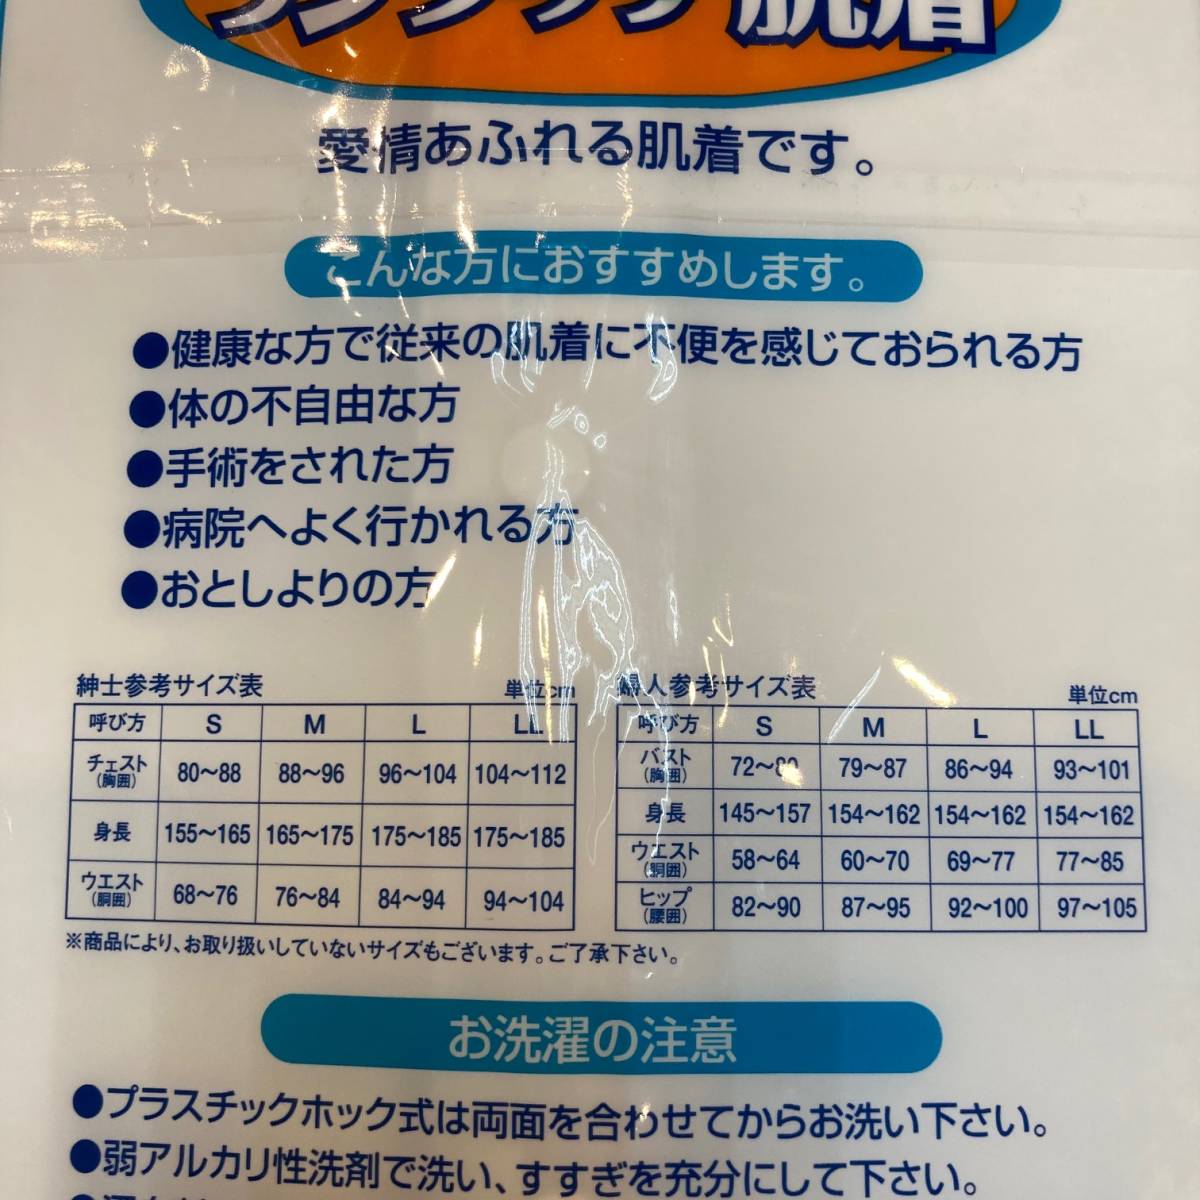 ワンタッチ肌着
愛情あふれる肌着です。
こんな方におすすめします。
●健康な方で従来の肌着に不便を感じておられる方
●体の不自由な方
●手術をされた方
●病院へよく行かれる方
●おとしよりの方
紳士参考サイズ表 単位cm
呼び方 S M L LL
チェスト(胸囲) 80〜88 88〜96 96〜104 104〜112
身長 155〜165 165〜175 175〜185 175〜185
ウエスト(胴囲) 68〜76 76〜84 84〜94 94〜104
婦人参考サイズ表 単位cm
呼び方 S M L LL
バスト(胸囲) 72〜80 79〜87 86〜94 93〜101
身長 145〜157 154〜162 154〜162 154〜162
ウエスト(胴囲) 58〜64 60〜70 69〜77 77〜85
ヒップ(腰囲) 82〜90 87〜95 92〜100 97〜105
※商品により、お取り扱いしていないサイズもございます。ご了承下さい。
お洗濯の注意
●プラスチックホック式は両面を合わせてからお洗い下さい。
●弱アルカリ性洗剤で洗い、すすぎを充分にして下さい。